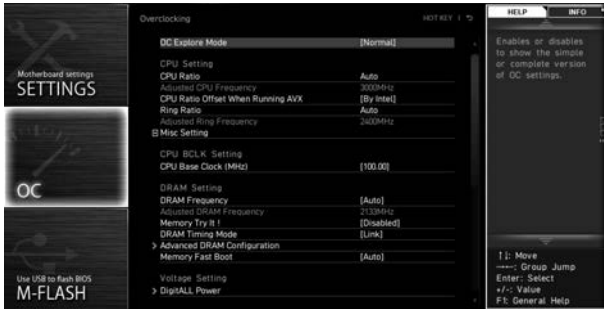 Motherboard settings
SETTINGS
OC
Use USB to flash BIOS
M-FLASH
Overclocking
HOT KEY |
OC Explore Mode [Normal]
CPU Setting
CPU Ratio Auto
Adjusted CPU Frequency 3000MHz
CPU Ratio Offset When Running AVX [By Intel]
Ring Ratio Auto
Adjusted Ring Frequency 2400MHz
Misc Setting
CPU BCLK Setting
CPU Base Clock (MHz) [100.00]
DRAM Setting
DRAM Frequency [Auto]
Adjusted DRAM Frequency 2133MHz
Memory Try It ! [Disabled]
DRAM Timing Mode [Link]
> Advanced DRAM Configuration
Memory Fast Boot [Auto]
Voltage Setting
> DigitALL Power
HELP INFO
Enables or disables
to show the simple
or complete version
of OC settings.
↑↓: Move
→←: Group Jump
Enter: Select
+/-: Value
F1: General Help